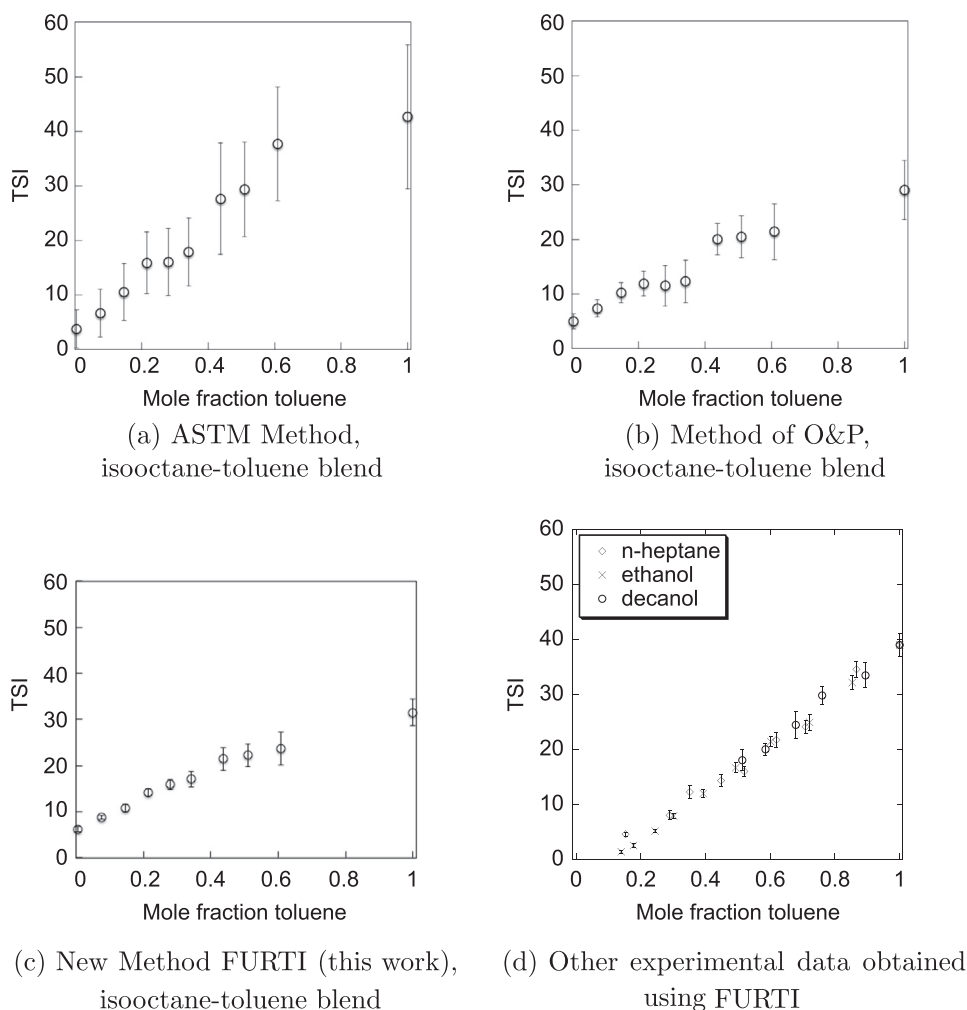 60
50
40
30
20
10
0
TSI
0 0.2 0.4 0.6 0.8 1
Mole fraction toluene
(a) ASTM Method,
isooctane-toluene blend
60
50
40
30
20
10
0
TSI
0 0.2 0.4 0.6 0.8 1
Mole fraction toluene
(b) Method of O&P,
isooctane-toluene blend
60
50
40
30
20
10
0
TSI
0 0.2 0.4 0.6 0.8 1
Mole fraction toluene
(c) New Method FURTI (this work),
isooctane-toluene blend
60
50
40
30
20
10
0
TSI
n-heptane
ethanol
decanol
0 0.2 0.4 0.6 0.8 1
Mole fraction toluene
(d) Other experimental data obtained
using FURTI